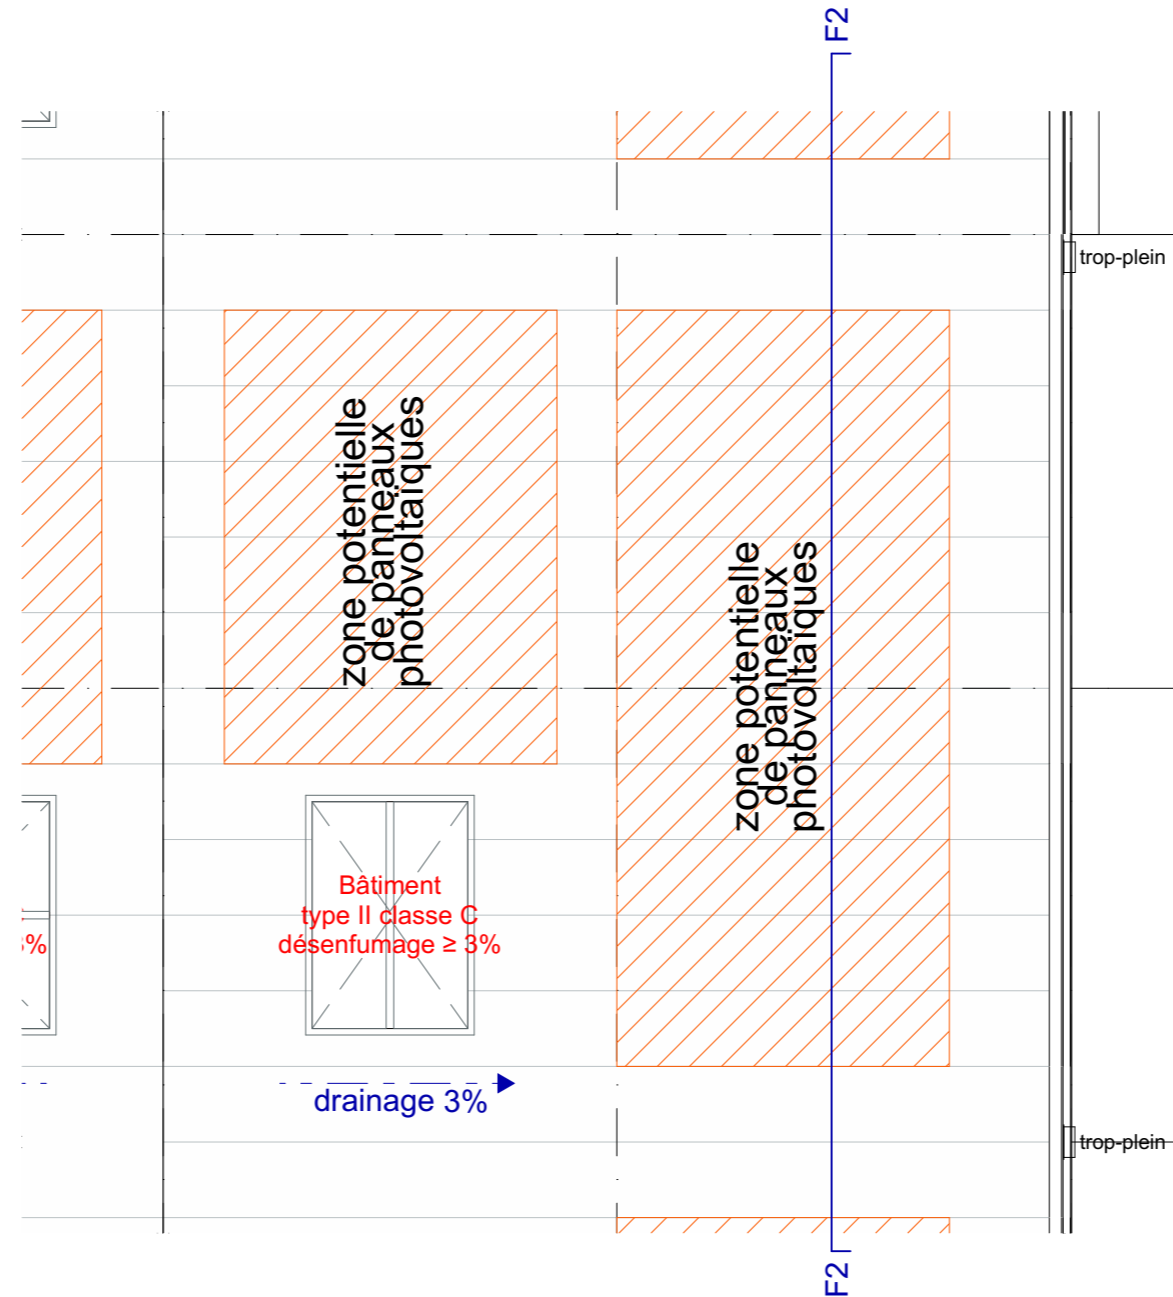 F2
trop-plein
zone potentielle
de panneaux
photovoltaïques
zone potentielle
de panneaux
photovoltaïques
Bâtiment
type II classe C
désenfumage ≥ 3%
%
drainage 3%
trop-plein
F2